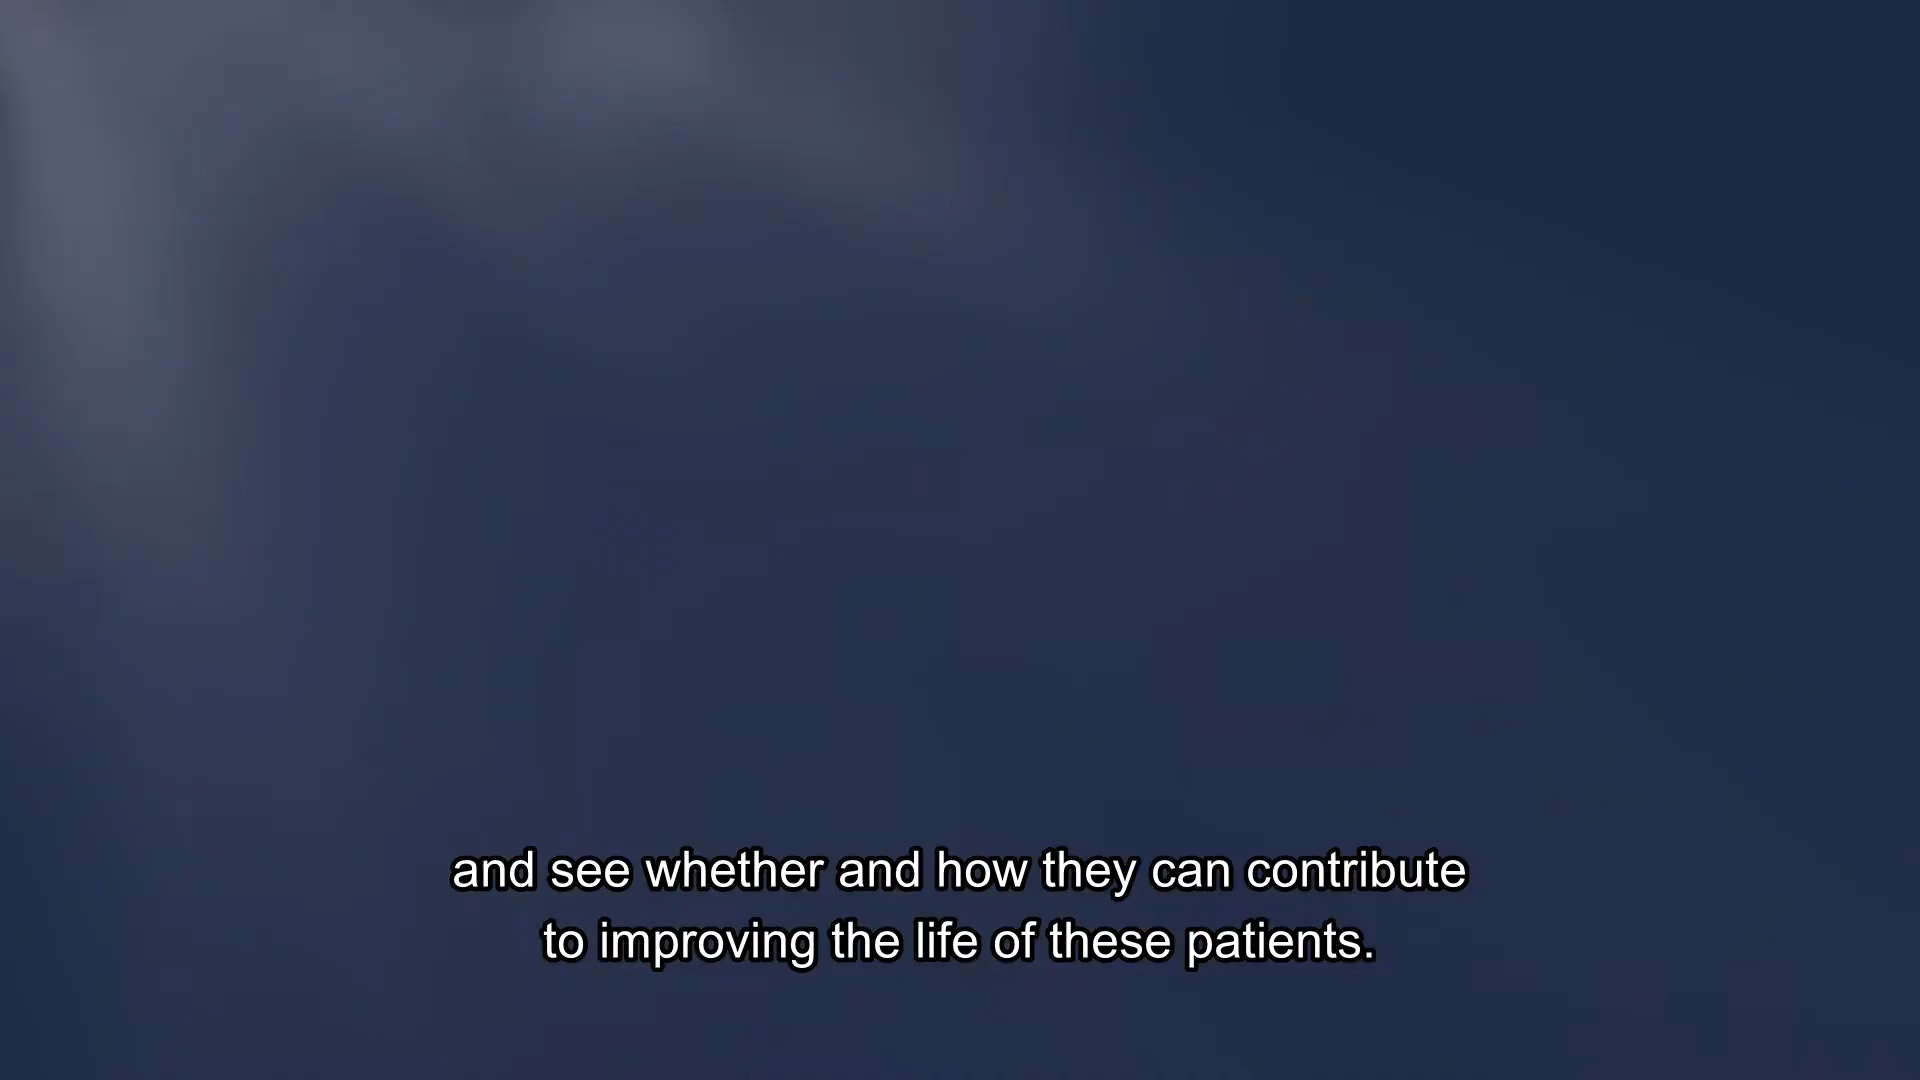 and see whether and how they can contribute
to improving the life of these patients.